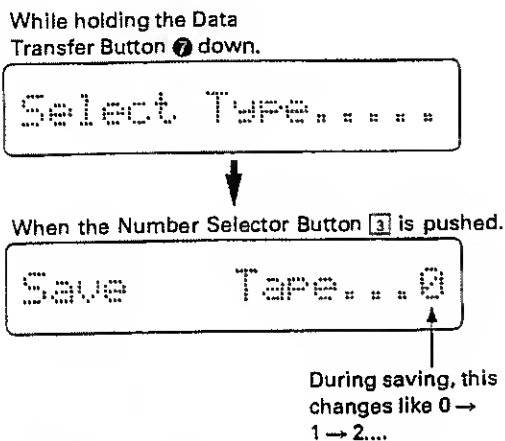 While holding the Data
Transfer Button ❼ down.
Select Type.....
When the Number Selector Button 3 is pushed.
Save Tape...0
During saving, this
changes like 0 →
1 → 2....